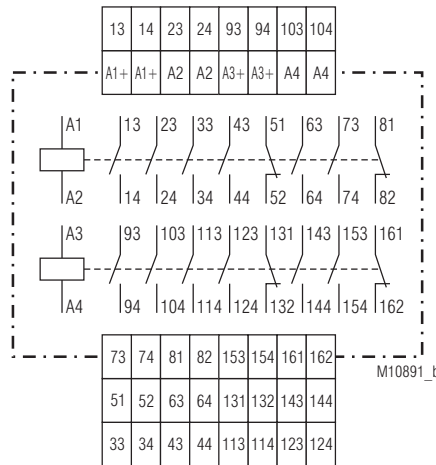 13 14 23 24 93 94 103 104
A1+ A1+ A2 A2 A3+ A3+ A4 A4
A1 13 23 33 43 51 63 73 81
A2 14 24 34 44 52 64 74 82
A3 93 103 113 123 131 143 153 161
A4 94 104 114 124 132 144 154 162
73 74 81 82 153 154 161 162
M10891_b
51 52 63 64 131 132 143 144
33 34 43 44 113 114 123 124